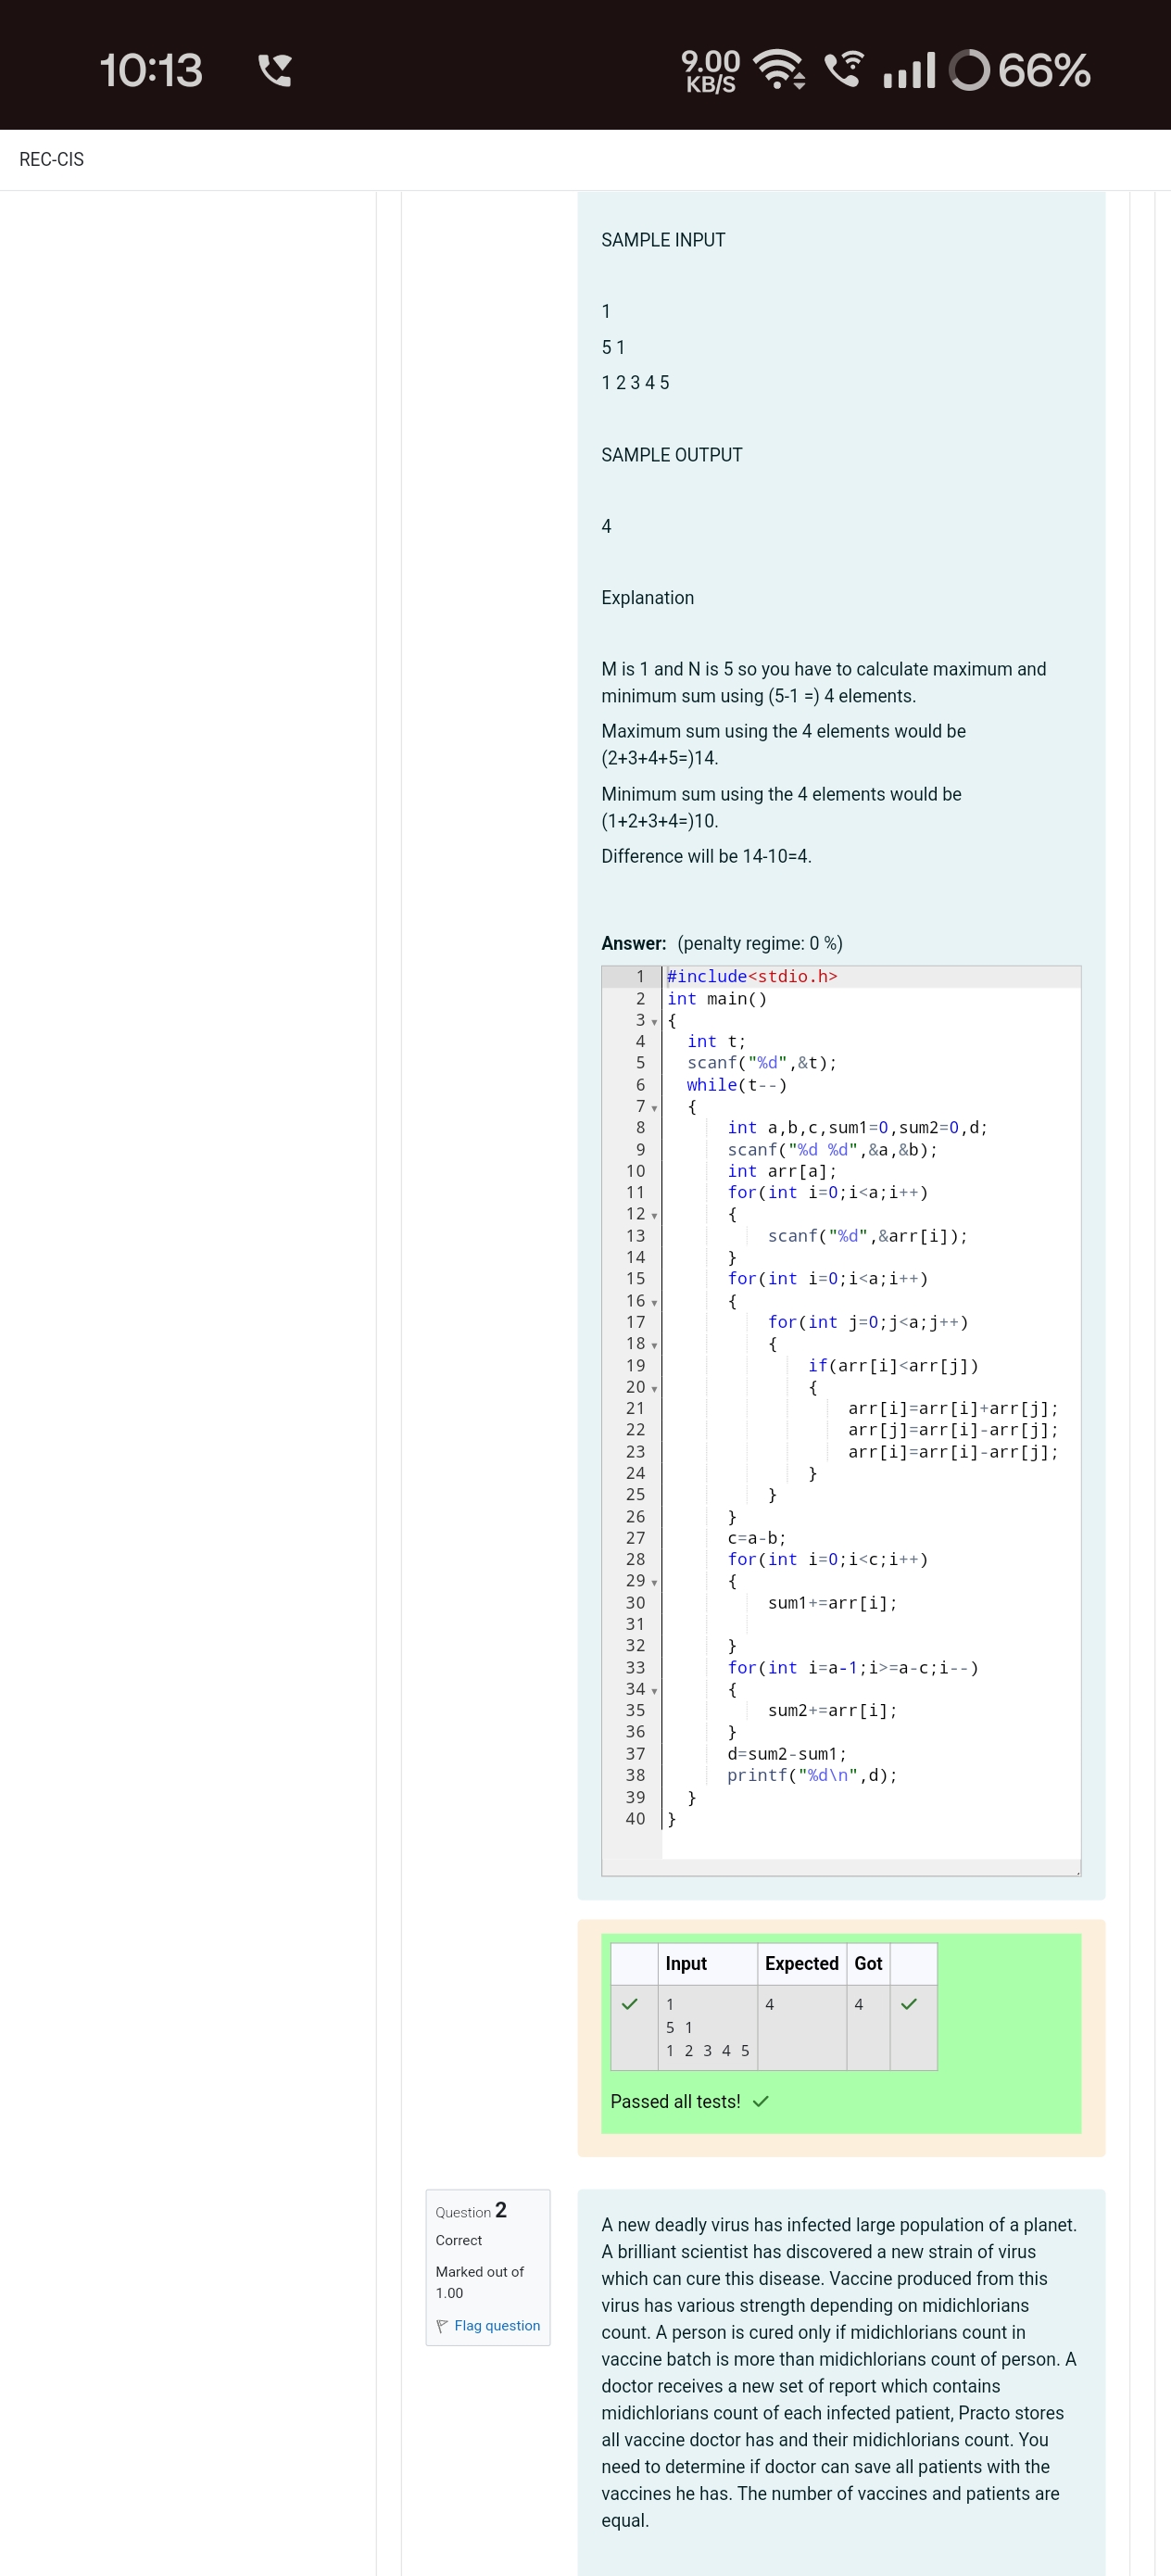 10:13
9.00
KB/S
66%
REC-CIS
SAMPLE INPUT
1
5 1
1 2 3 4 5
SAMPLE OUTPUT
4
Explanation
M is 1 and N is 5 so you have to calculate maximum and
minimum sum using (5-1 =) 4 elements.
Maximum sum using the 4 elements would be
(2+3+4+5=)14.
Minimum sum using the 4 elements would be
(1+2+3+4=)10.
Difference will be 14-10=4.
Answer: (penalty regime: 0 %)
1 #include<stdio.h>
2 int main()
3 {
4   int t;
5   scanf("%d",&t);
6   while(t--)
7   {
8       int a,b,c,sum1=0,sum2=0,d;
9       scanf("%d %d",&a,&b);
10       int arr[a];
11       for(int i=0;i<a;i++)
12       {
13           scanf("%d",&arr[i]);
14       }
15       for(int i=0;i<a;i++)
16       {
17           for(int j=0;j<a;j++)
18           {
19               if(arr[i]<arr[j])
20               {
21                   arr[i]=arr[i]+arr[j];
22                   arr[j]=arr[i]-arr[j];
23                   arr[i]=arr[i]-arr[j];
24               }
25           }
26       }
27       c=a-b;
28       for(int i=0;i<c;i++)
29       {
30           sum1+=arr[i];
31
32       }
33       for(int i=a-1;i>=a-c;i--)
34       {
35           sum2+=arr[i];
36       }
37       d=sum2-sum1;
38       printf("%d\n",d);
39   }
40 }
Input Expected Got
1 4 4
5 1
1 2 3 4 5
Passed all tests!
Question 2
Correct
Marked out of
1.00
Flag question
A new deadly virus has infected large population of a planet.
A brilliant scientist has discovered a new strain of virus
which can cure this disease. Vaccine produced from this
virus has various strength depending on midichlorians
count. A person is cured only if midichlorians count in
vaccine batch is more than midichlorians count of person. A
doctor receives a new set of report which contains
midichlorians count of each infected patient, Practo stores
all vaccine doctor has and their midichlorians count. You
need to determine if doctor can save all patients with the
vaccines he has. The number of vaccines and patients are
equal.